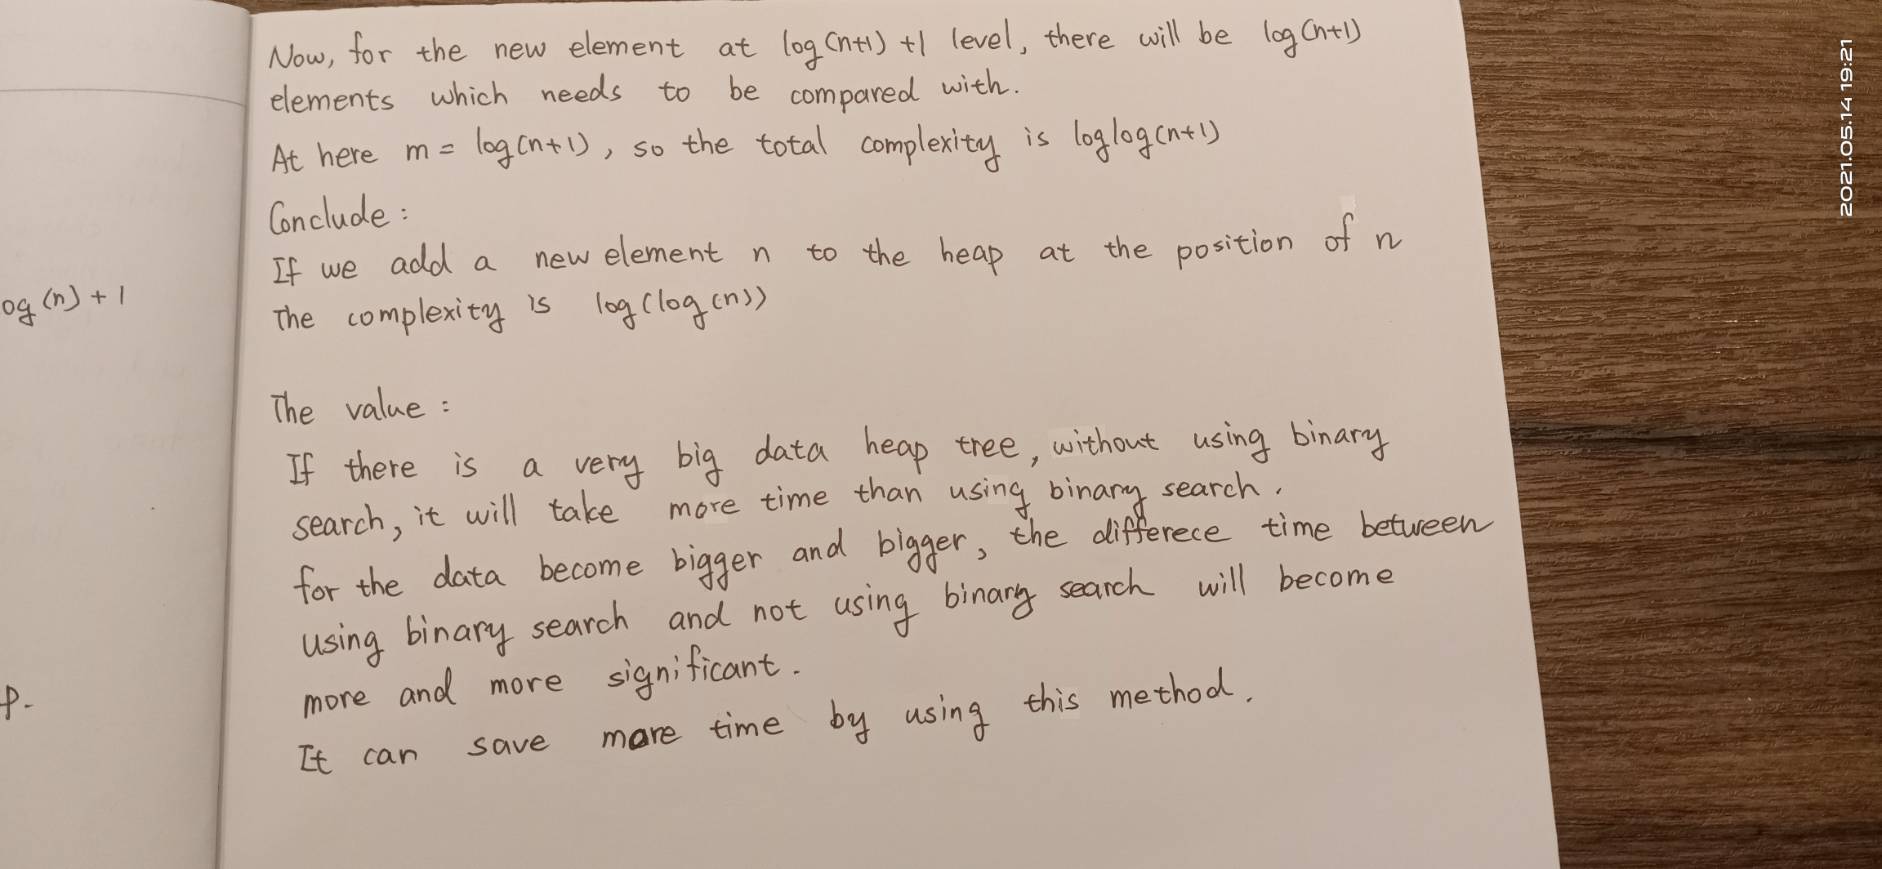 Now, for the new element at log(n+1) +1 level, there will be log(n+1)
elements which needs to be compared with.
At here m = log(n+1), so the total complexity is loglog(n+1)
Conclude:
If we add a new element n to the heap at the position of n
The complexity is log(log(n))
og(n)+1
The value:
If there is a very big data heap tree, without using binary
search, it will take more time than using binary search.
for the data become bigger and bigger, the differece time between
using binary search and not using binary search will become
more and more significant.
p.
It can save more time by using this method.
2021.05.14 19:21